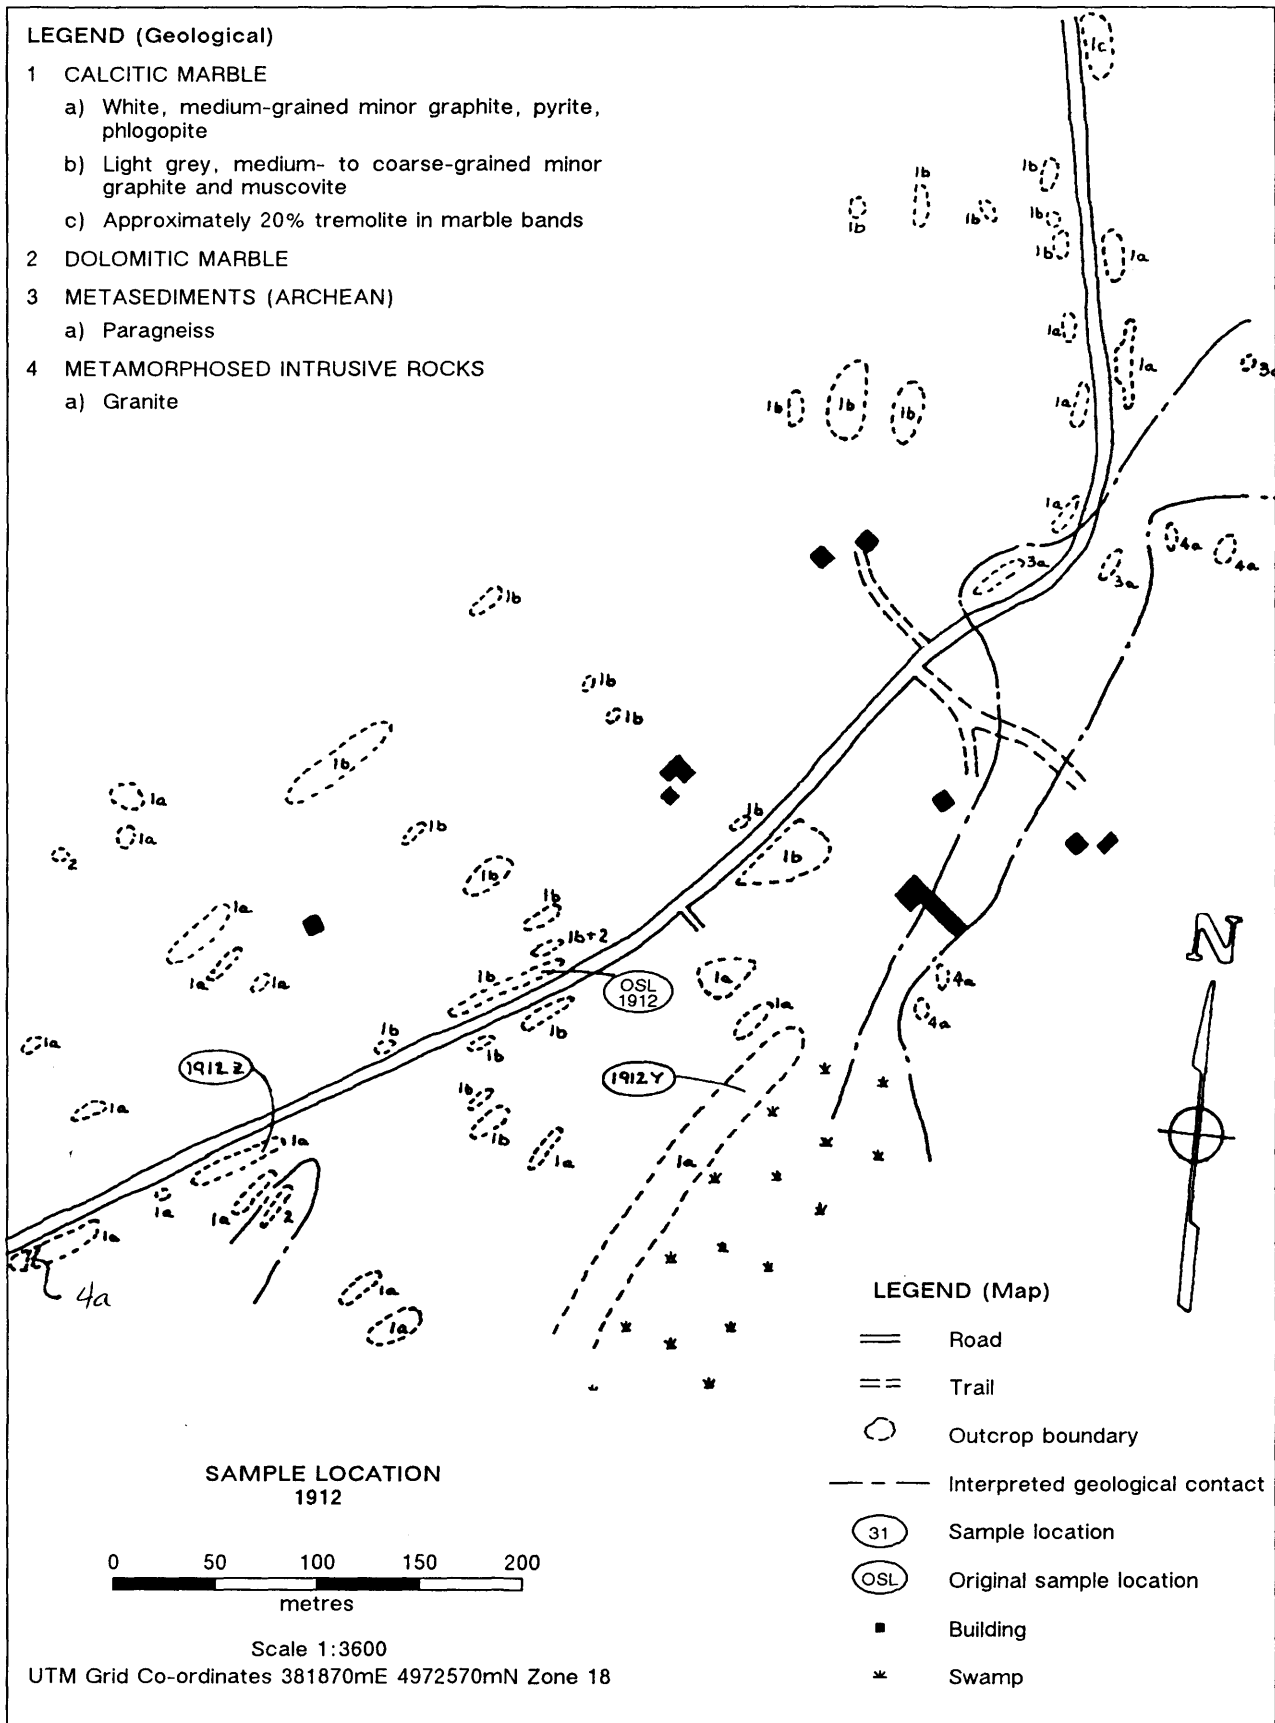 LEGEND (Geological)
1 CALCITIC MARBLE
a) White, medium-grained minor graphite, pyrite,
phlogopite
b) Light grey, medium- to coarse-grained minor
graphite and muscovite
c) Approximately 20% tremolite in marble bands
2 DOLOMITIC MARBLE
3 METASEDIMENTS (ARCHEAN)
a) Paragneiss
4 METAMORPHOSED INTRUSIVE ROCKS
a) Granite
1c
1b
1b
1b
1b
1b
1b
1a
1a
1a
1a
3a
1b
1b
1b
1a
3a
3a
4a
4a
1b
1b
1b
1b
1a
1a
2
1b
1b
1b
1b
1b
1a
1b+2
1a
1a
1b
OSL
1912
1a
1a
4a
4a
N
1a
1b
1b
1b
1912Z
1912Y
1a
1b
1b
1a
1a
1a
1a
1a
2
1a
4a
1a
1a
LEGEND (Map)
Road
Trail
Outcrop boundary
Interpreted geological contact
31 Sample location
OSL Original sample location
Building
Swamp
SAMPLE LOCATION
1912
0 50 100 150 200
metres
Scale 1:3600
UTM Grid Co-ordinates 381870mE 4972570mN Zone 18